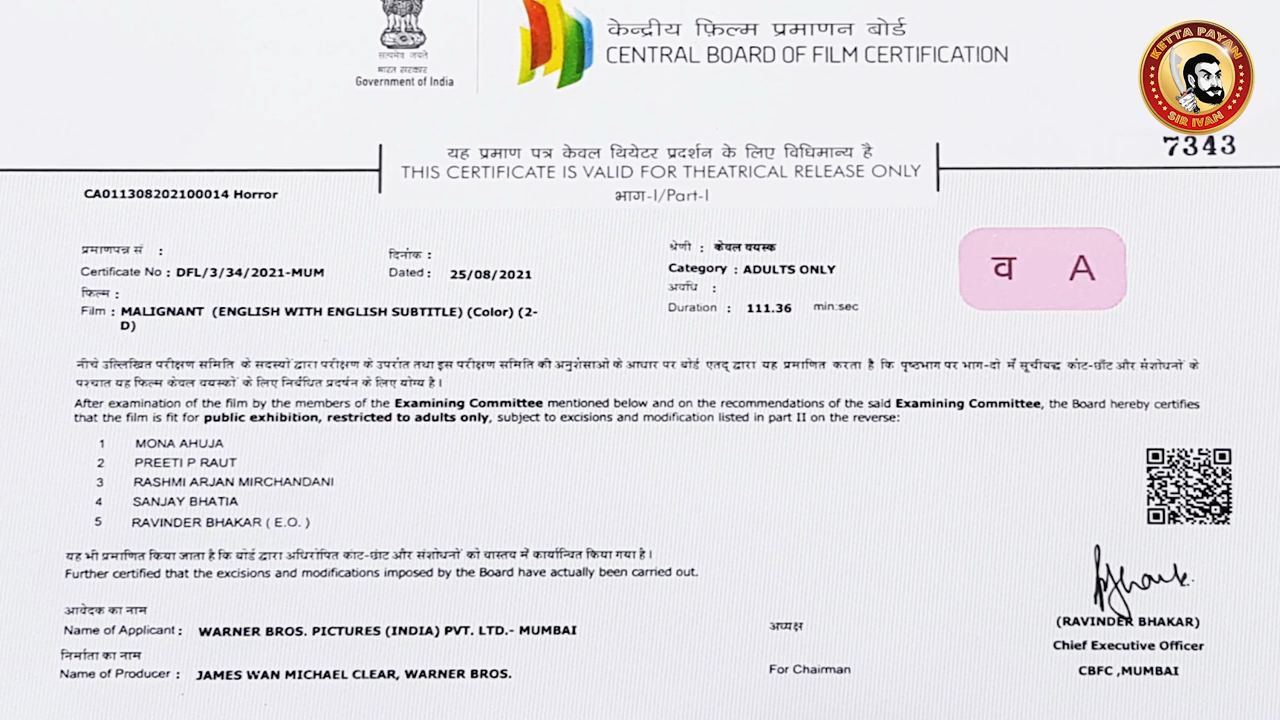 सत्यमेव जयते
भारत सरकार
Government of India
केन्द्रीय फ़िल्म प्रमाणन बोर्ड
CENTRAL BOARD OF FILM CERTIFICATION
KETTA PAYAN
SIR IVAN
7343
यह प्रमाण पत्र केवल थियेटर प्रदर्शन के लिए विधिमान्य है
THIS CERTIFICATE IS VALID FOR THEATRICAL RELEASE ONLY
भाग-I/Part-I
CA011308202100014 Horror
प्रमाणपत्र सं :
दिनांक :
श्रेणी : केवल वयस्क
Certificate No : DFL/3/34/2021-MUM
Dated : 25/08/2021
Category : ADULTS ONLY
व A
फिल्म :
अवधि :
Film : MALIGNANT (ENGLISH WITH ENGLISH SUBTITLE) (Color) (2-
D)
Duration : 111.36 min:sec
नीचे उल्लिखित परीक्षण समिति के सदस्यों द्वारा परीक्षण के उपरांत तथा इस परीक्षण समिति की अनुशंसाओं के आधार पर बोर्ड एतद् द्वारा यह प्रमाणित करता है कि पृष्ठभाग पर भाग-दो में सूचीबद्ध कांट-छाँट और संशोधनों के
पश्चात यह फिल्म केवल वयस्कों के लिए निर्बंधित प्रदर्षन के लिए योग्य है।
After examination of the film by the members of the Examining Committee mentioned below and on the recommendations of the said Examining Committee, the Board hereby certifies
that the film is fit for public exhibition, restricted to adults only, subject to excisions and modification listed in part II on the reverse:
1 MONA AHUJA
2 PREETI P RAUT
3 RASHMI ARJAN MIRCHANDANI
4 SANJAY BHATIA
5 RAVINDER BHAKAR ( E.O. )
यह भी प्रमाणित किया जाता है कि बोर्ड द्वारा अधिरोपित कांट-छांट और संशोधनों को वास्तव में कार्यान्वित किया गया है।
Further certified that the excisions and modifications imposed by the Board have actually been carried out.
आवेदक का नाम
Name of Applicant : WARNER BROS. PICTURES (INDIA) PVT. LTD.- MUMBAI
अध्यक्ष
(RAVINDER BHAKAR)
Chief Executive Officer
निर्माता का नाम
Name of Producer : JAMES WAN MICHAEL CLEAR, WARNER BROS.
For Chairman
CBFC ,MUMBAI